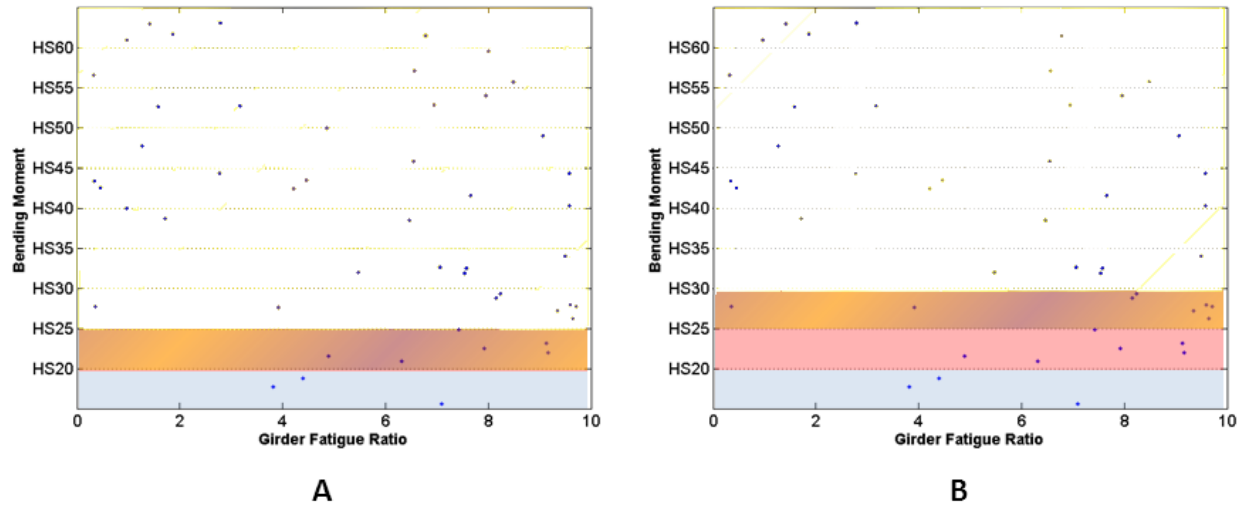 HS60
HS55
HS50
HS45
HS40
HS35
HS30
HS25
HS20
Bending Moment
0 2 4 6 8 10
Girder Fatigue Ratio
A
HS60
HS55
HS50
HS45
HS40
HS35
HS30
HS25
HS20
Bending Moment
0 2 4 6 8 10
Girder Fatigue Ratio
B